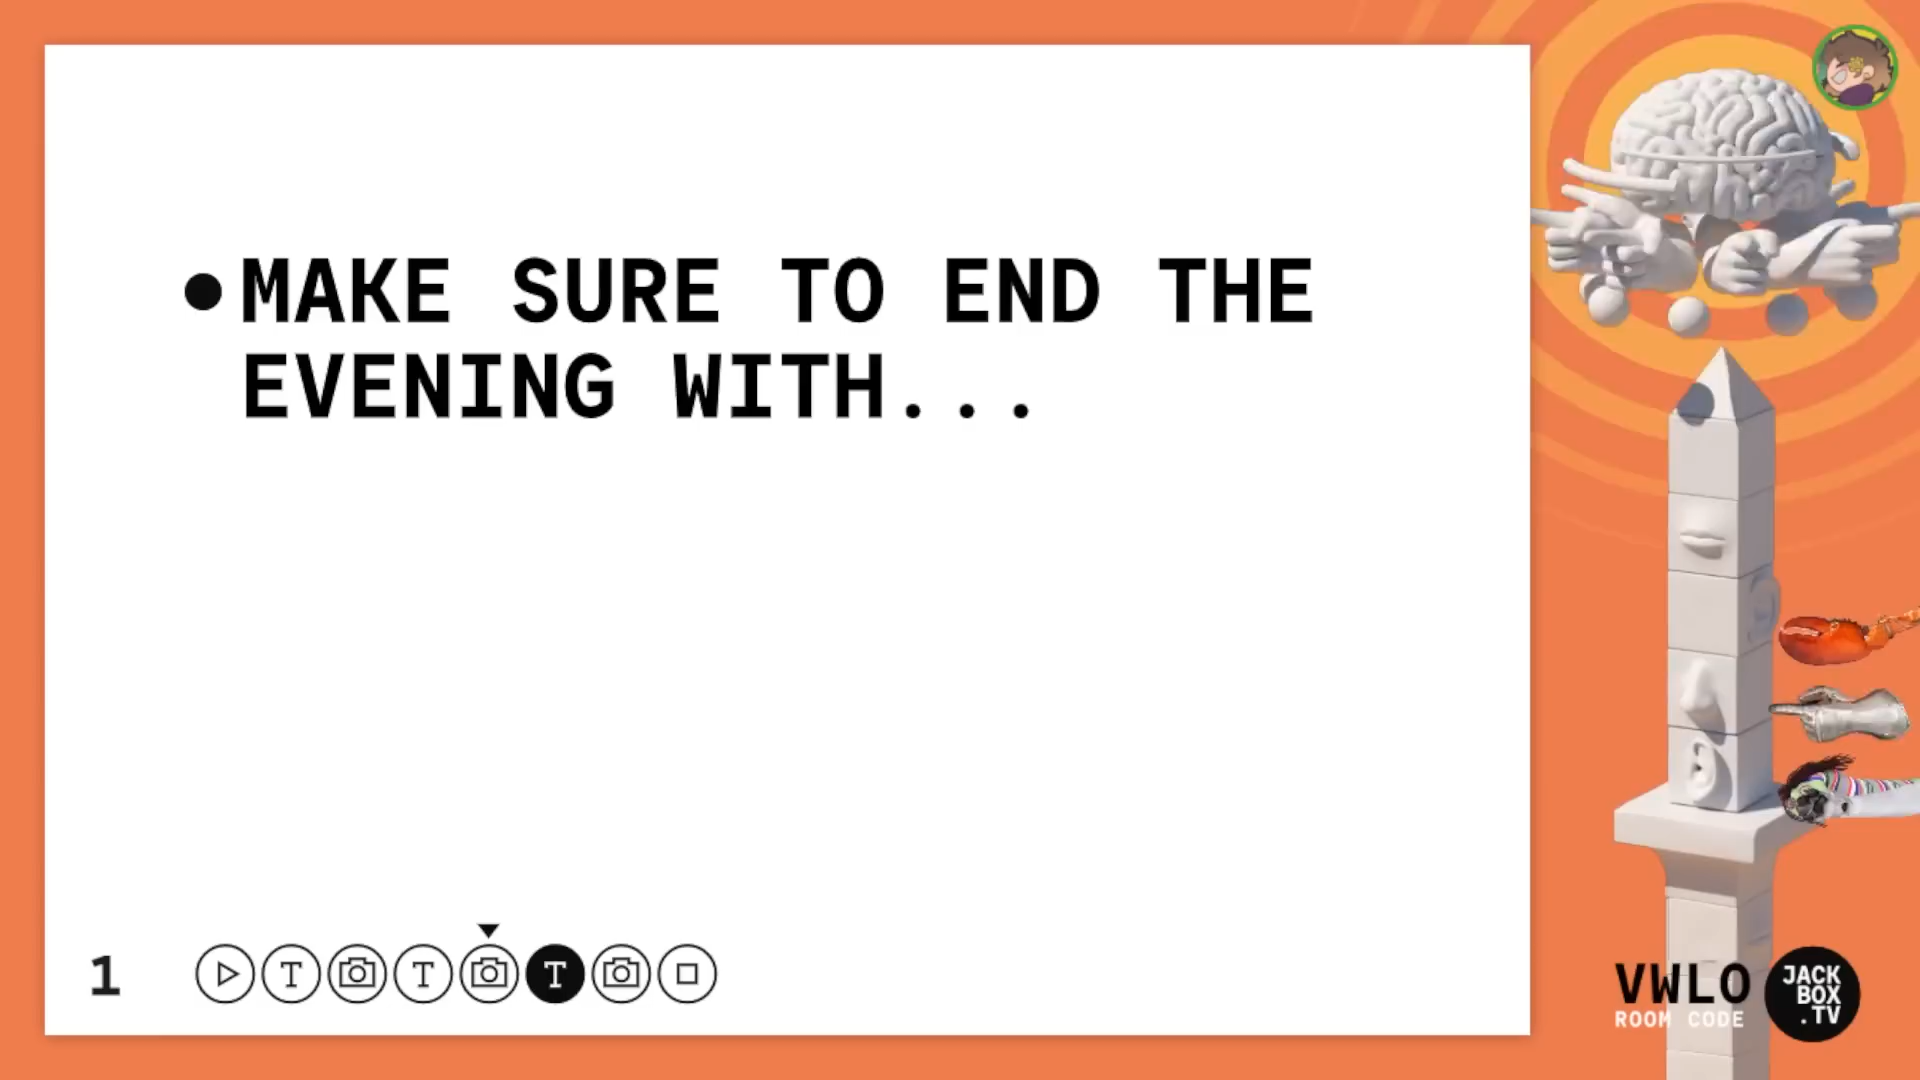 •MAKE SURE TO END THE
EVENING WITH...
1
T
T
T
VWLO
ROOM CODE
JACK
BOX
.TV